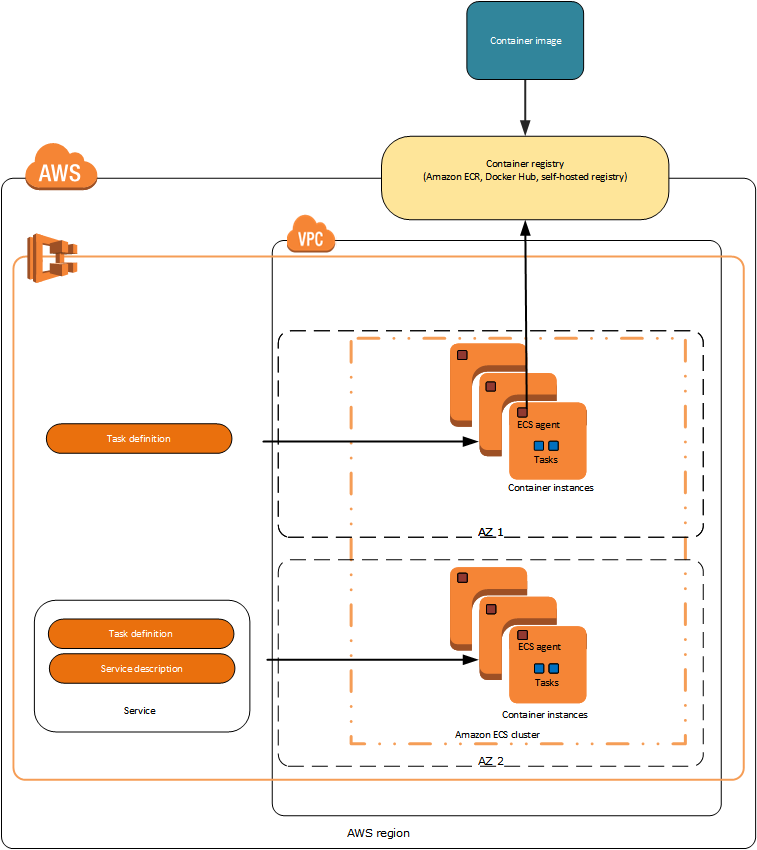 Container image
Container registry
(Amazon ECR, Docker Hub, self-hosted registry)
AWS
VPC
ECS agent
Tasks
Container instances
Task definition
AZ 1
Task definition
Service description
Service
ECS agent
Tasks
Container instances
Amazon ECS cluster
AZ 2
AWS region